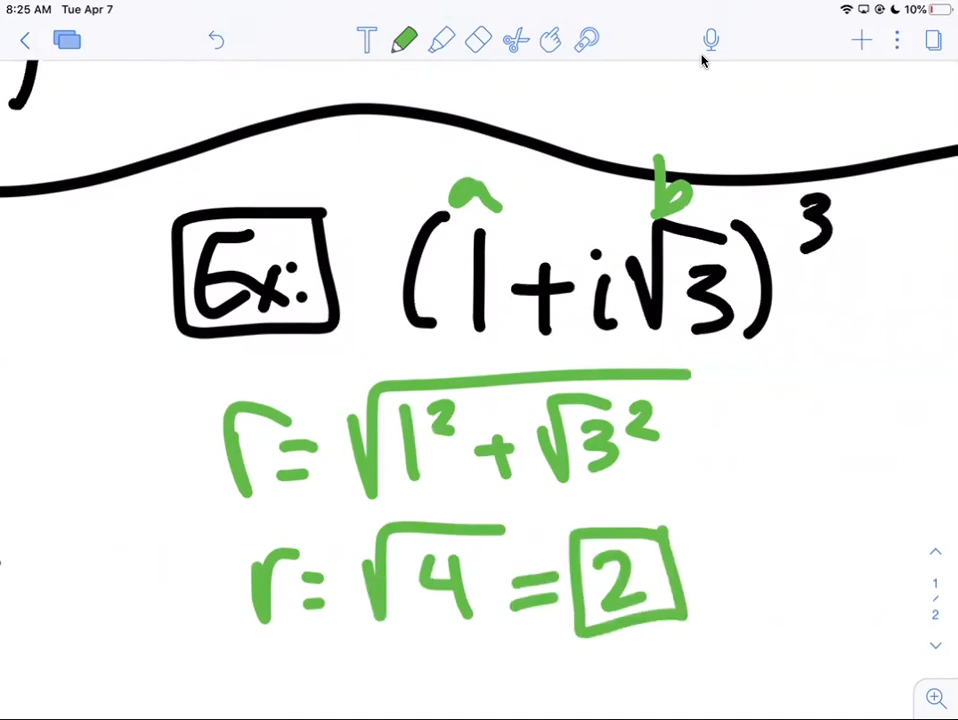 8:25 AM Tue Apr 7 10%
T
a b
Ex: (1+i√3)³
r=√1²+√3²
r=√4=2
1
/
2